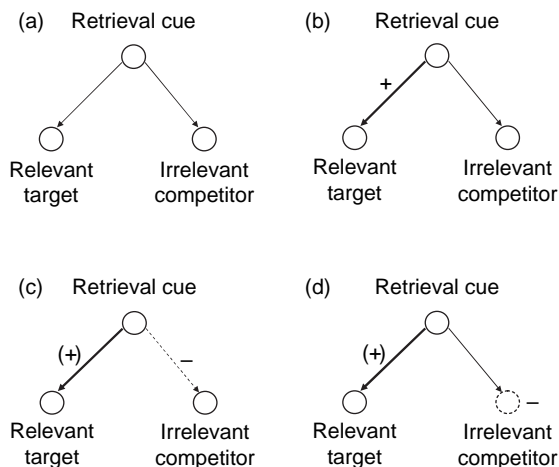 (a) Retrieval cue
Relevant target
Irrelevant competitor
(b) Retrieval cue
+
Relevant target
Irrelevant competitor
(c) Retrieval cue
(+)
–
Relevant target
Irrelevant competitor
(d) Retrieval cue
(+)
–
Relevant target
Irrelevant competitor